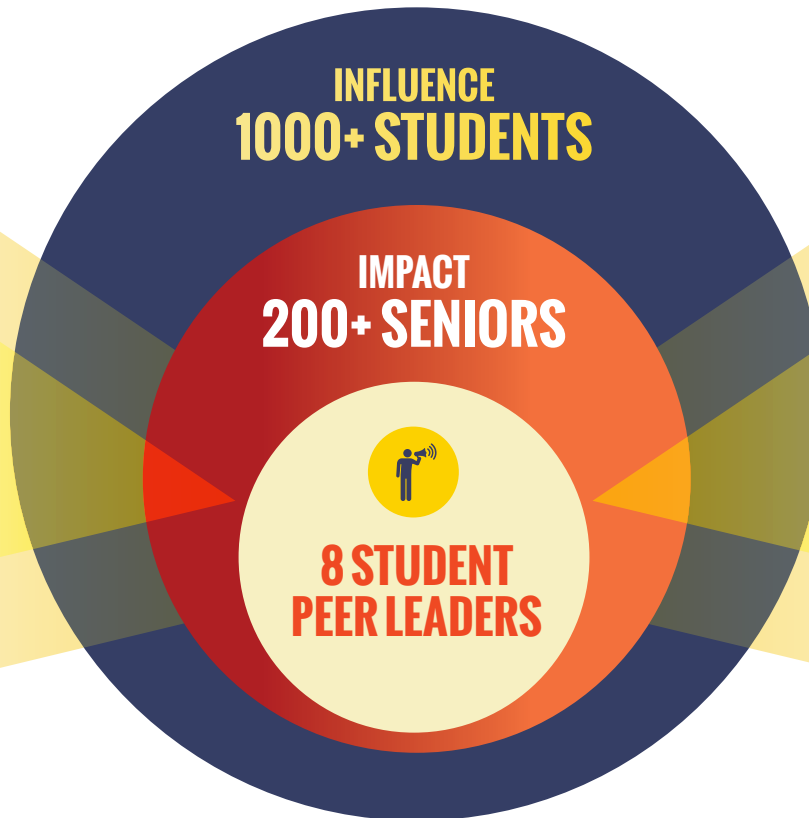 INFLUENCE
1000+ STUDENTS
IMPACT
200+ SENIORS
8 STUDENT
PEER LEADERS